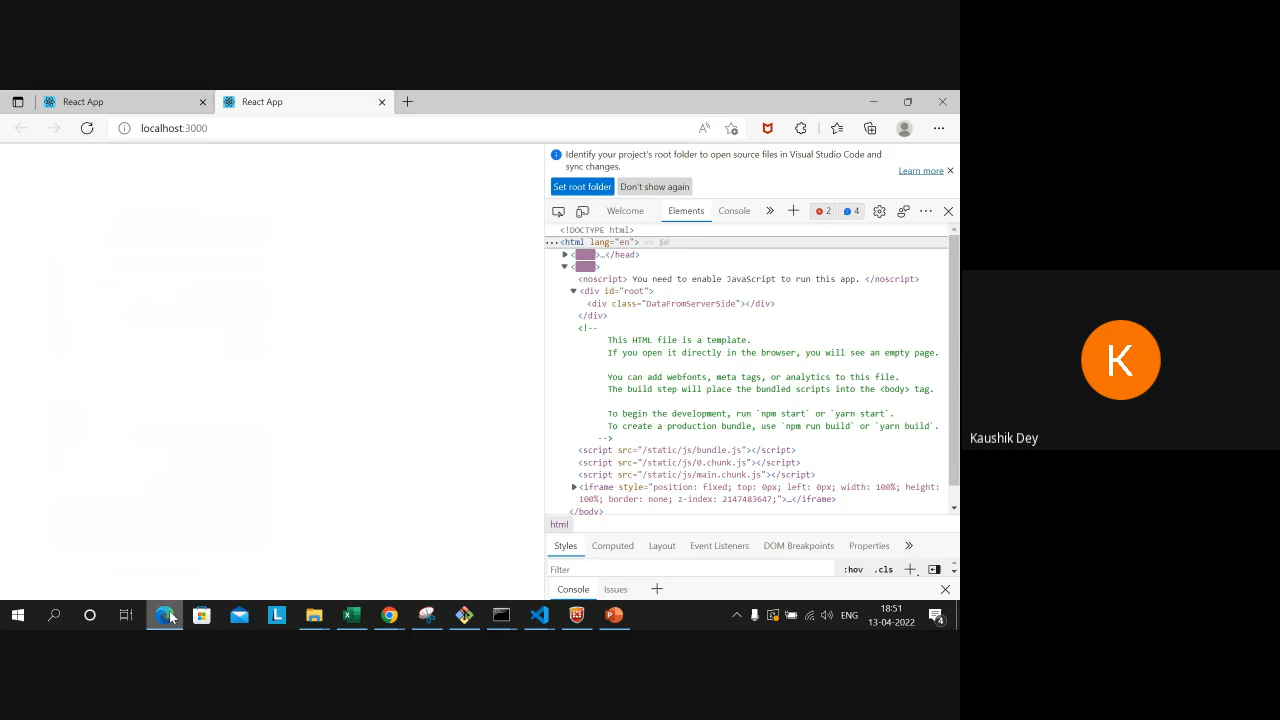 React App
React App
localhost:3000
Identify your project's root folder to open source files in Visual Studio Code and
sync changes.
Learn more
Set root folder
Don't show again
Welcome
Elements
Console
2
4
<!DOCTYPE html>
<html lang="en"> == $0
…</head>
<noscript> You need to enable JavaScript to run this app. </noscript>
<div id="root">
<div class="DataFromServerSide"></div>
</div>
<!--
This HTML file is a template.
If you open it directly in the browser, you will see an empty page.
You can add webfonts, meta tags, or analytics to this file.
The build step will place the bundled scripts into the <body> tag.
To begin the development, run `npm start` or `yarn start`.
To create a production bundle, use `npm run build` or `yarn build`.
-->
<script src="/static/js/bundle.js"></script>
<script src="/static/js/0.chunk.js"></script>
<script src="/static/js/main.chunk.js"></script>
<iframe style="position: fixed; top: 0px; left: 0px; width: 100%; height:
100%; border: none; z-index: 2147483647;">…</iframe>
</body>
html
Styles
Computed
Layout
Event Listeners
DOM Breakpoints
Properties
Filter
:hov
.cls
Console
Issues
K
Kaushik Dey
L
ENG
18:51
13-04-2022
4